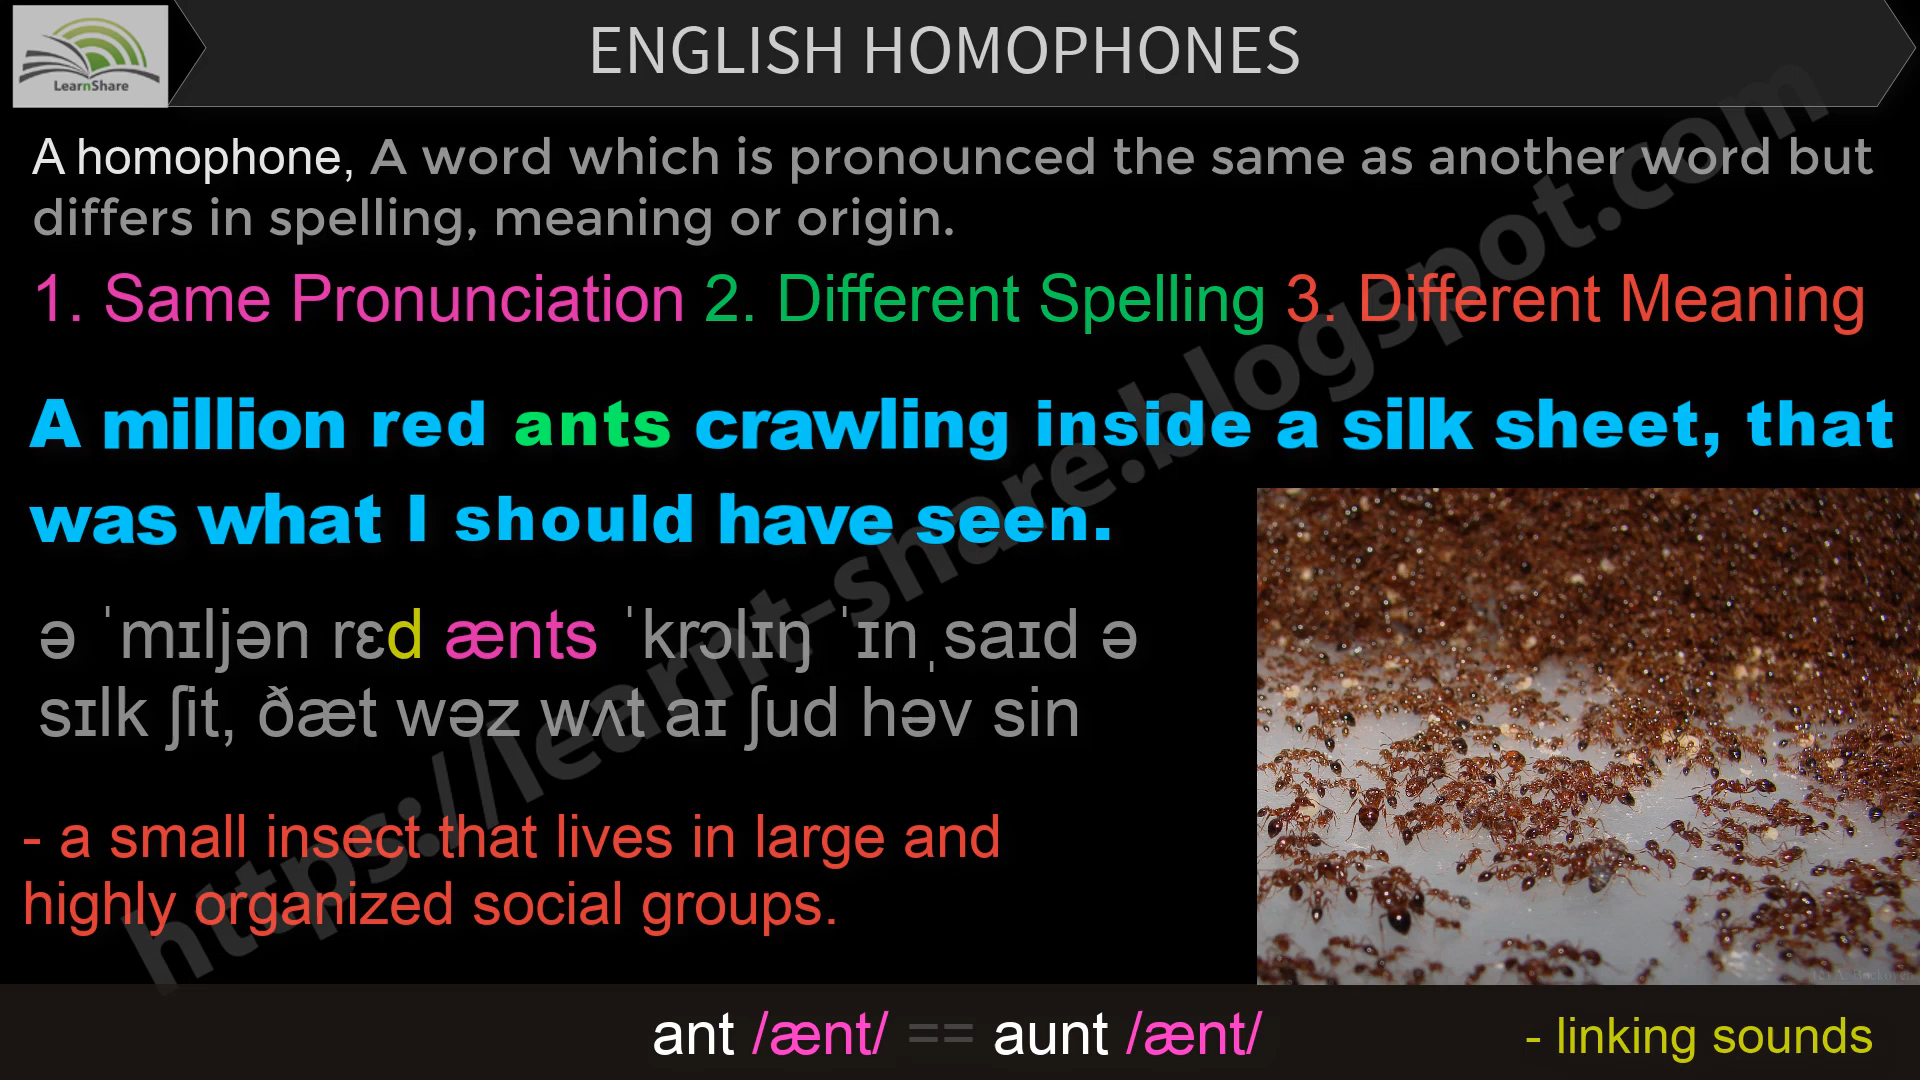 LearnShare
ENGLISH HOMOPHONES
A homophone, A word which is pronounced the same as another word but
differs in spelling, meaning or origin.
1. Same Pronunciation 2. Different Spelling 3. Different Meaning
A million red ants crawling inside a silk sheet, that
was what I should have seen.
ə ˈmɪljən rɛd ænts ˈkrɔlɪŋ ˈɪnˌsaɪd ə
sɪlk ʃit, ðæt wəz wʌt aɪ ʃud həv sin
- a small insect that lives in large and
highly organized social groups.
ant /ænt/ == aunt /ænt/
- linking sounds
https://learnt-share.blogspot.com